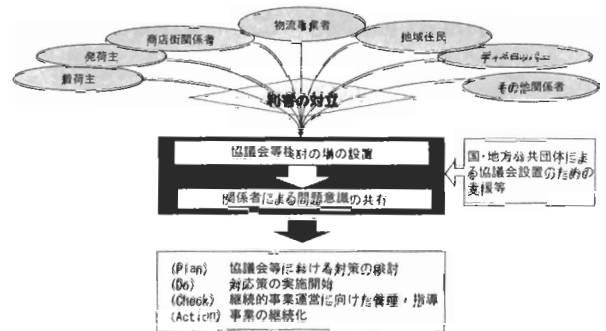 物流事業者
商店街関係者
地域住民
発荷主
ディベロッパー
着荷主
その他関係者
利害の対立
協議会等検討の場の設置
国・地方公共団体によ
る協議会設置のための
支援等
関係者による問題意識の共有
(Plan) 協議会等における対策の検討
(Do) 対応策の実施開始
(Check) 継続的事業運営に向けた管理・指導
(Action) 事業の継続化